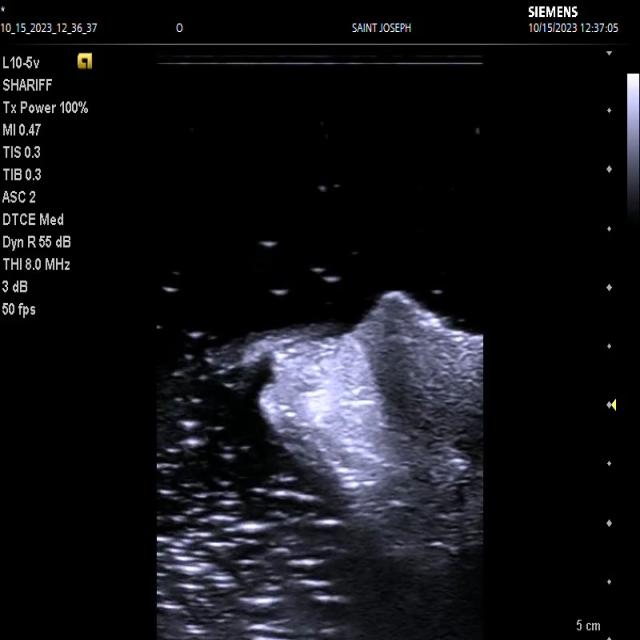 *
SIEMENS
10_15_2023_12_36_37 O SAINT JOSEPH 10/15/2023 12:37:05
L10-5v
SHARIFF
Tx Power 100%
MI 0.47
TIS 0.3
TIB 0.3
ASC 2
DTCE Med
Dyn R 55 dB
THI 8.0 MHz
3 dB
50 fps
5 cm